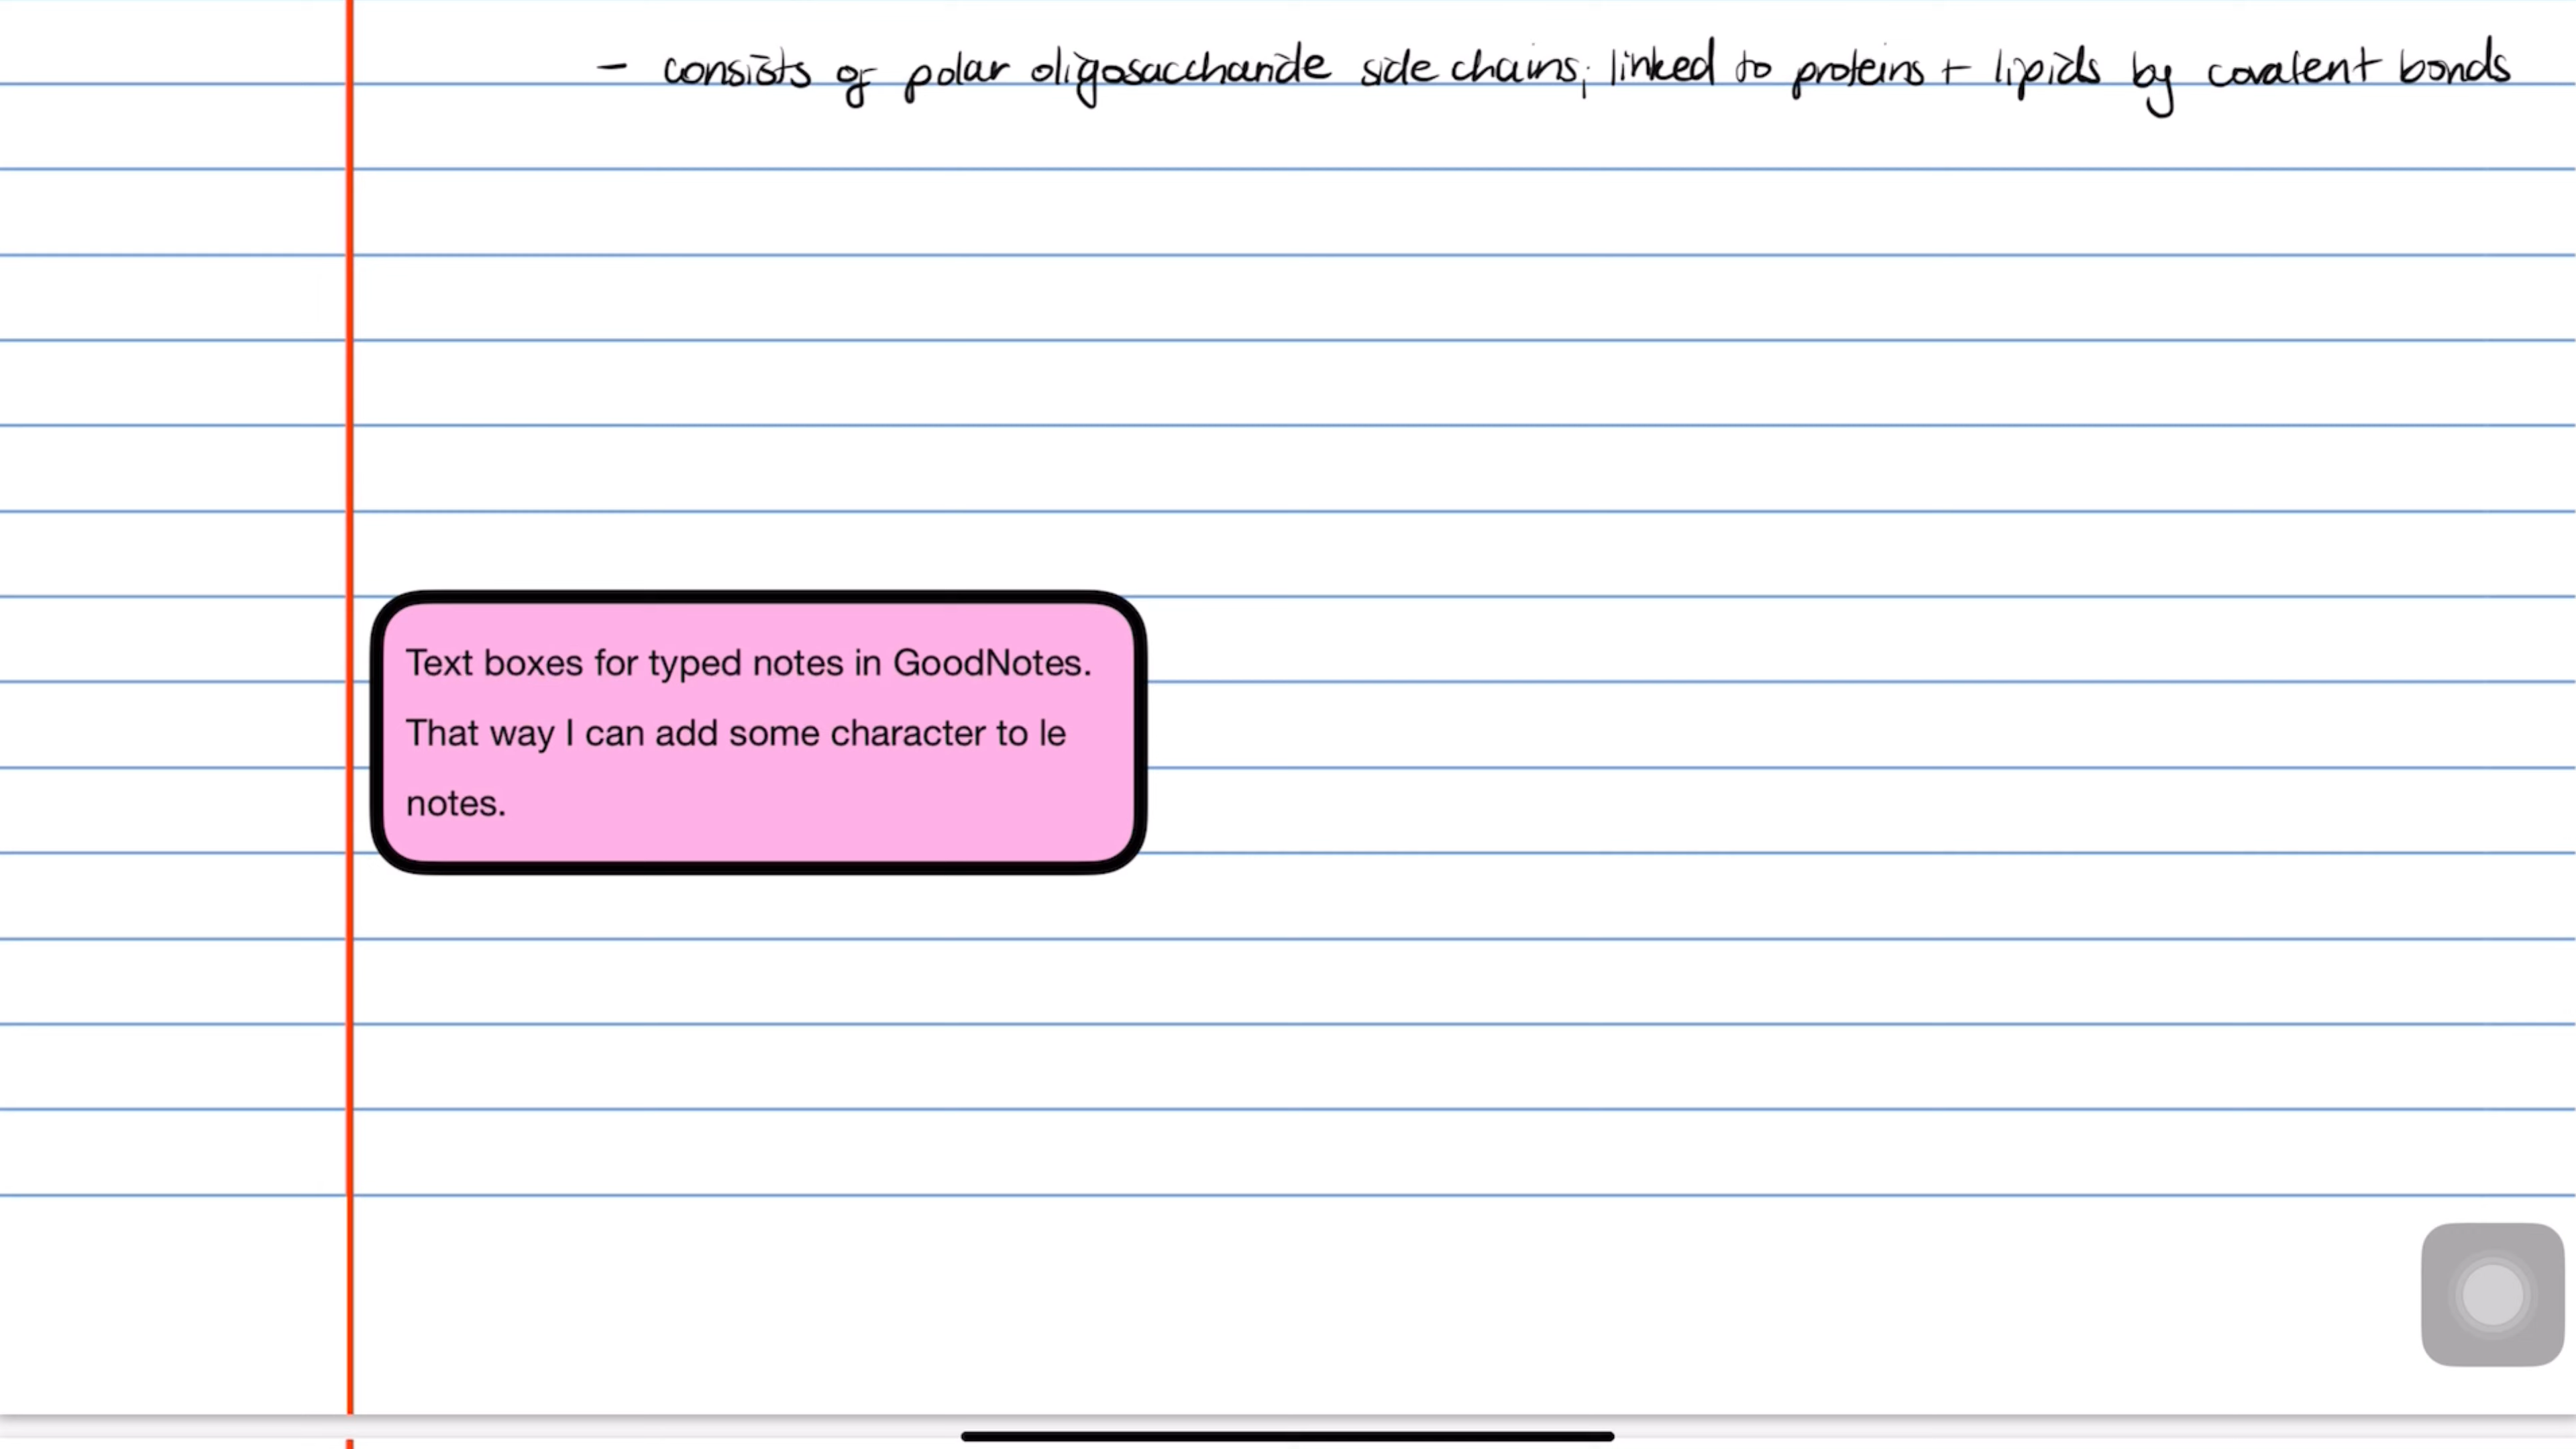 - consists of polar oligosaccharide side chains; linked to proteins + lipids by covalent bonds
Text boxes for typed notes in GoodNotes.
That way I can add some character to le
notes.